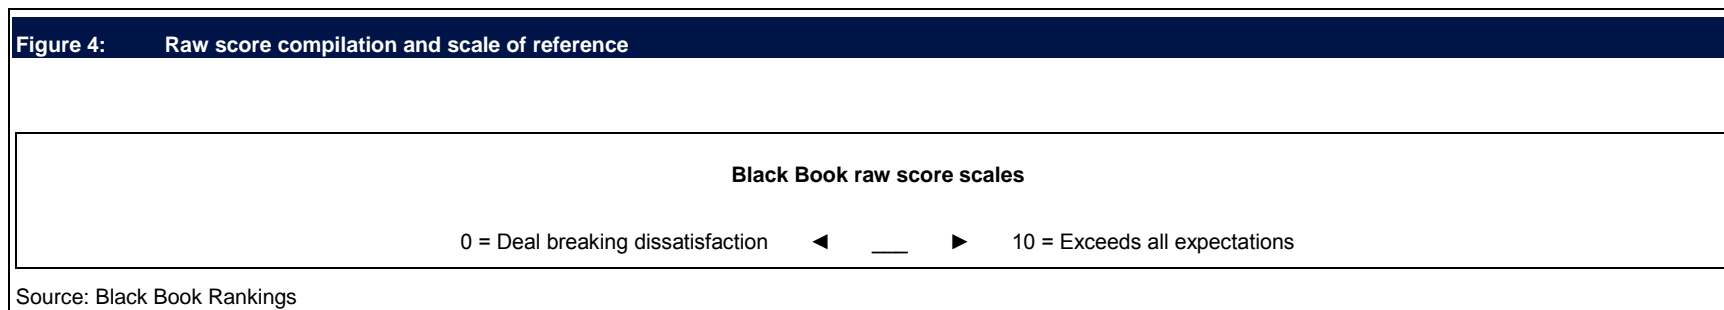 Figure 4: Raw score compilation and scale of reference
Black Book raw score scales
0 = Deal breaking dissatisfaction ◄ ___ ► 10 = Exceeds all expectations
Source: Black Book Rankings